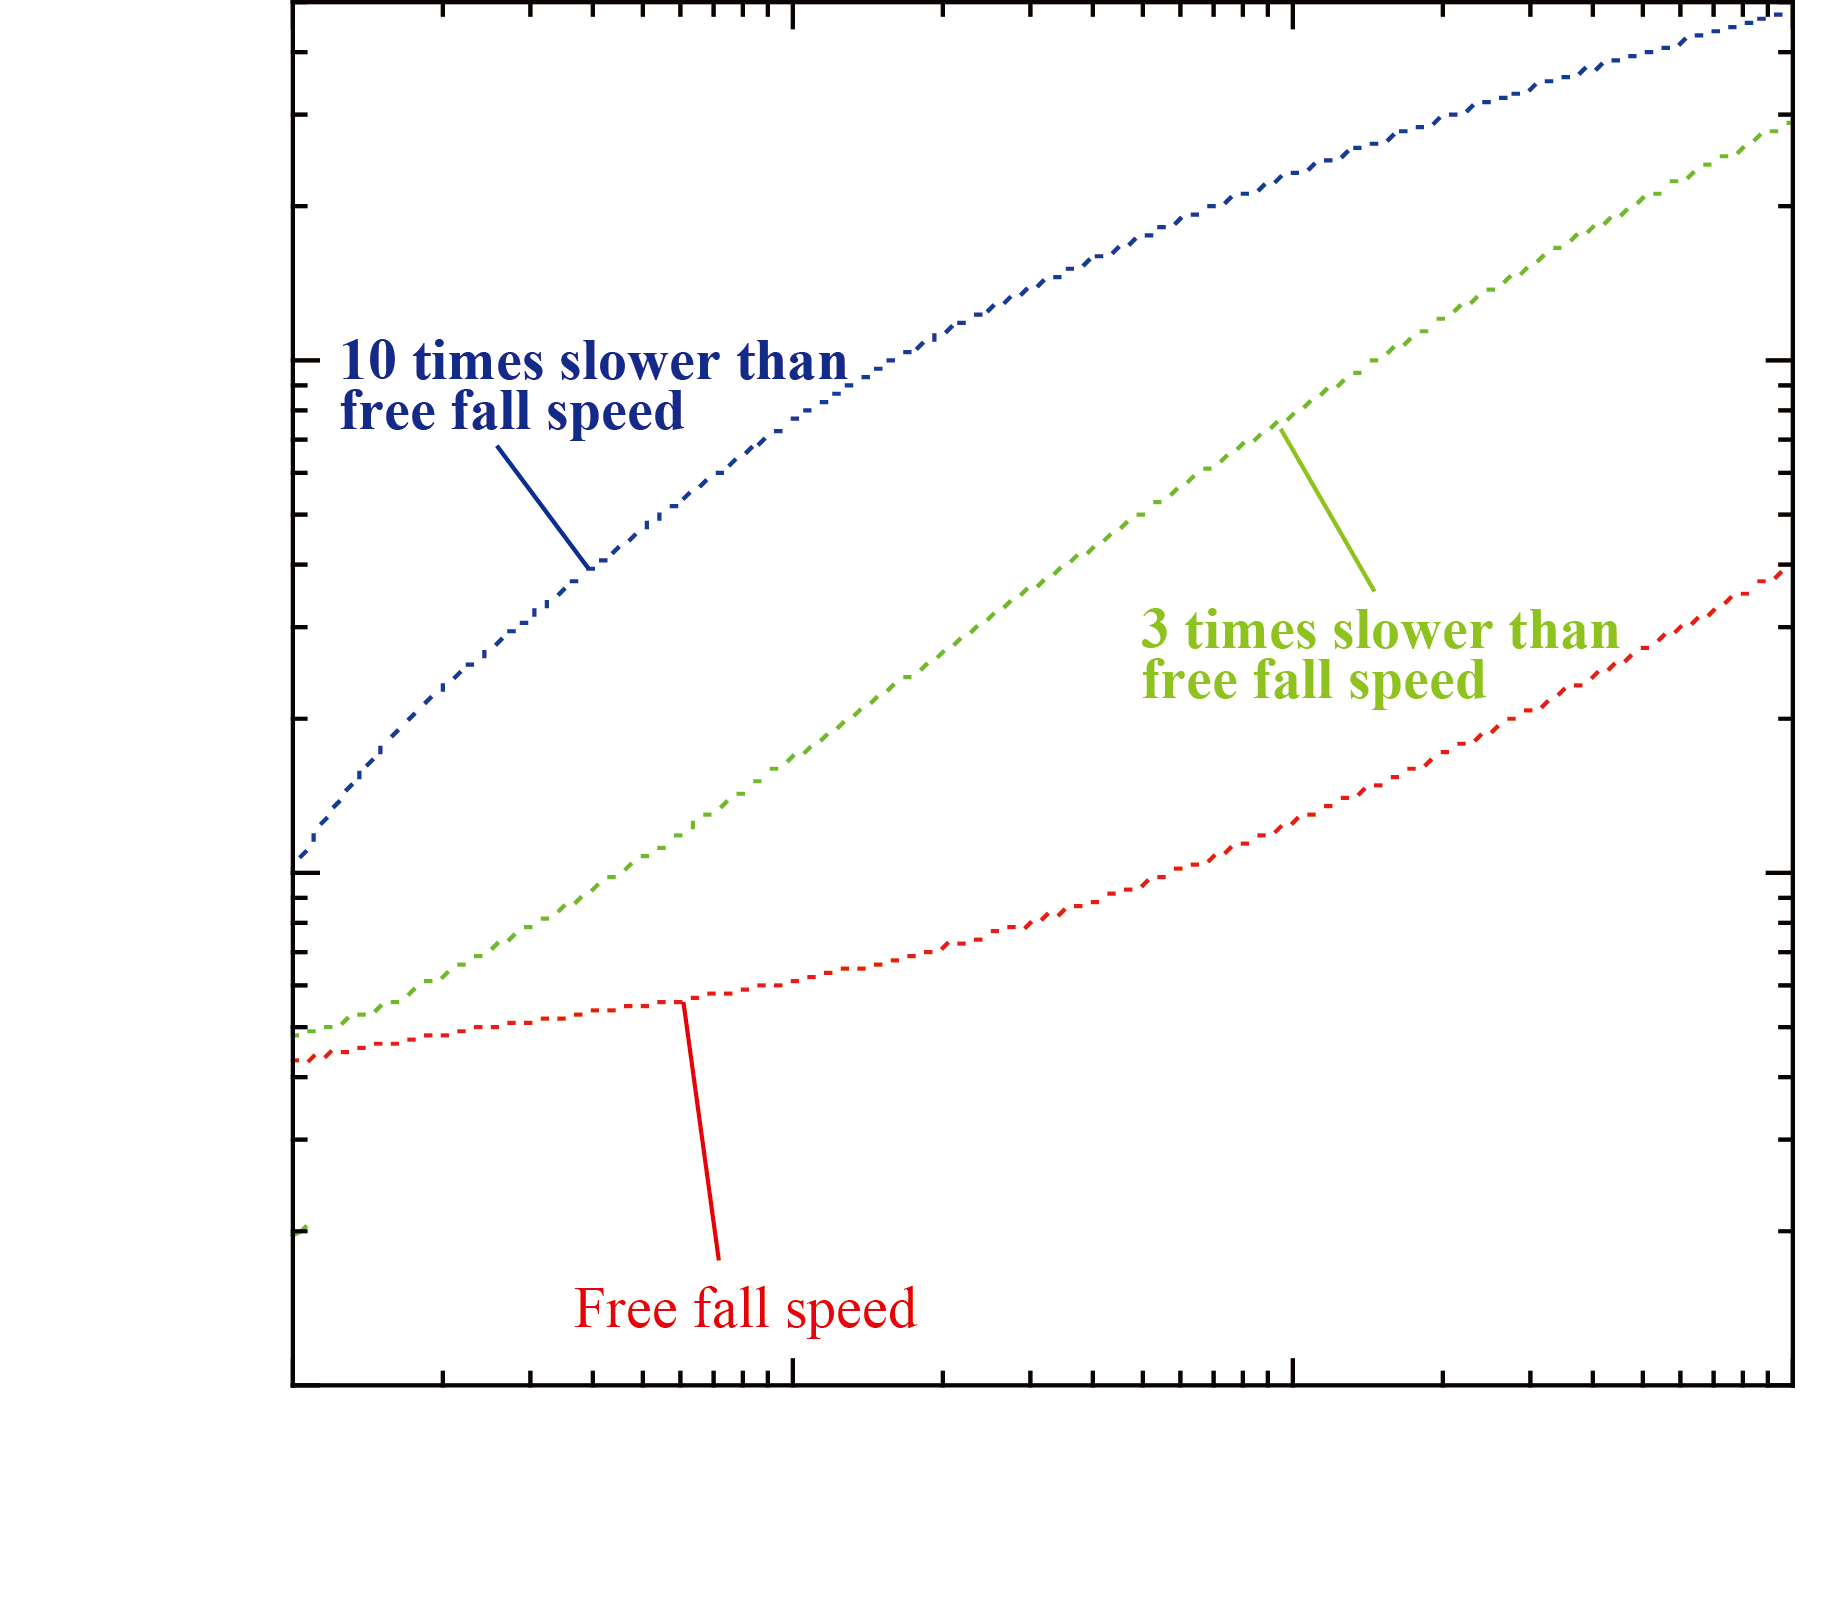 10 times slower than
free fall speed
3 times slower than
free fall speed
Free fall speed